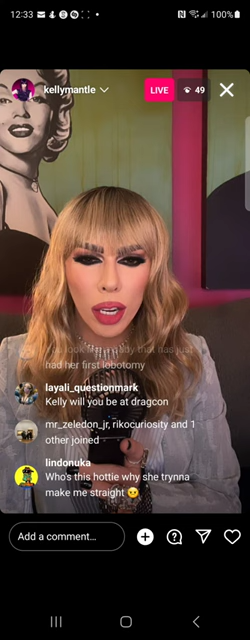 12:33
100%
kellymantle
LIVE
49
had her first lobotomy
layali_questionmark
Kelly will you be at dragcon
mr_zeledon_jr, rikocuriosity and 1
other joined
lindonuka
Who's this hottie why she trynna
make me straight 🫤
Add a comment...